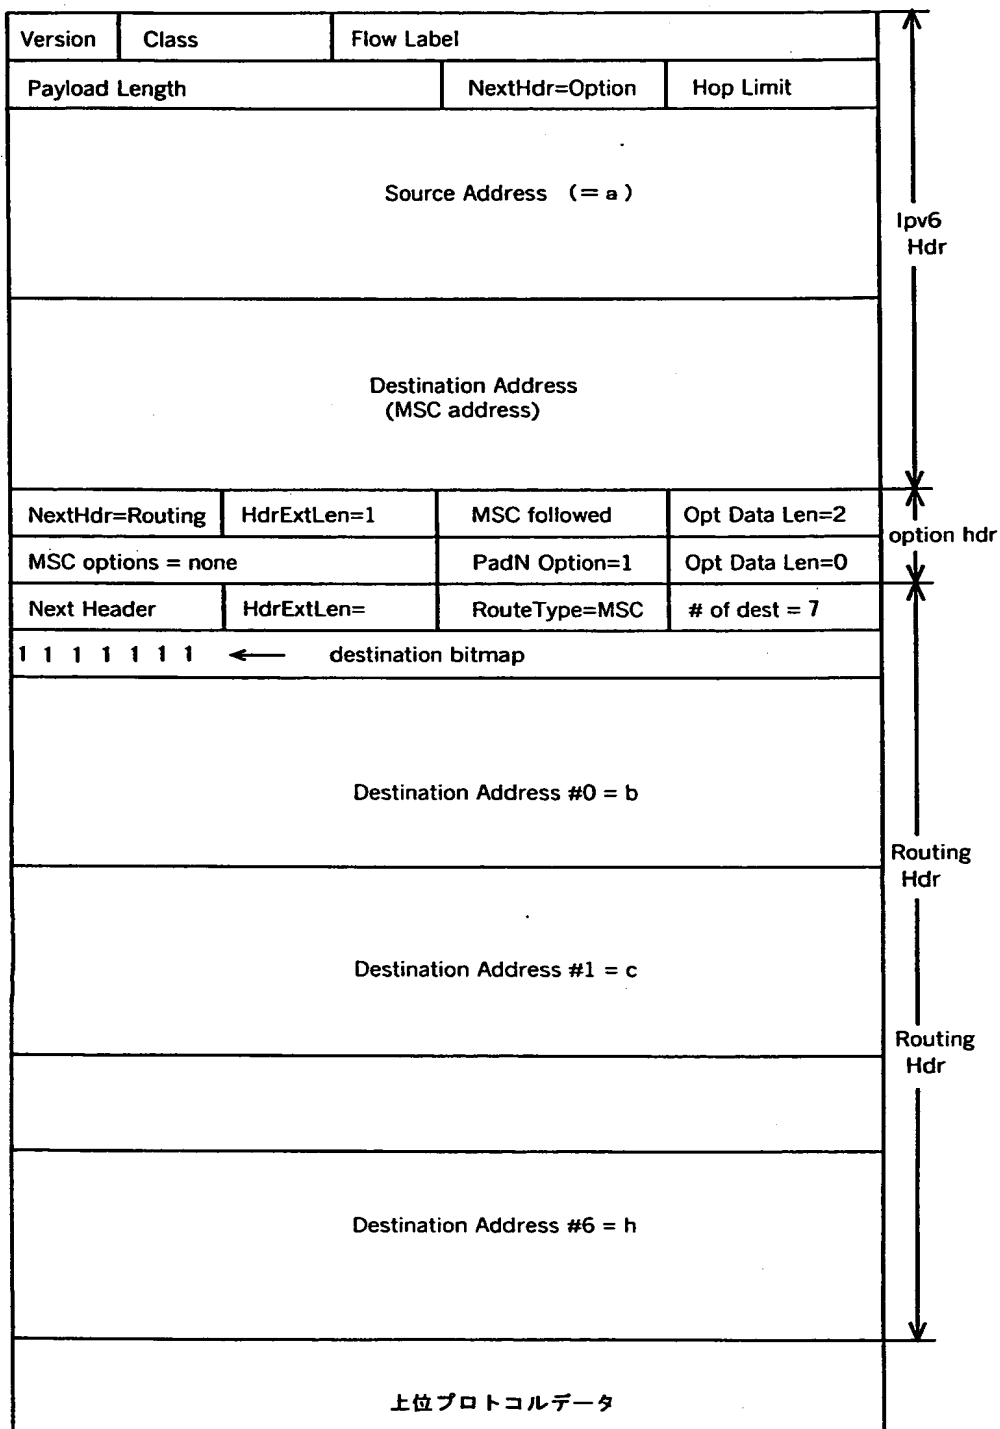 Version Class Flow Label
Payload Length NextHdr=Option Hop Limit
Source Address (= a)
Ipv6
Hdr
Destination Address
(MSC address)
NextHdr=Routing HdrExtLen=1 MSC followed Opt Data Len=2
option hdr
MSC options = none PadN Option=1 Opt Data Len=0
Next Header HdrExtLen= RouteType=MSC # of dest = 7
1 1 1 1 1 1 1 ← destination bitmap
Destination Address #0 = b
Routing
Hdr
Destination Address #1 = c
Routing
Hdr
Destination Address #6 = h
上位プロトコルデータ